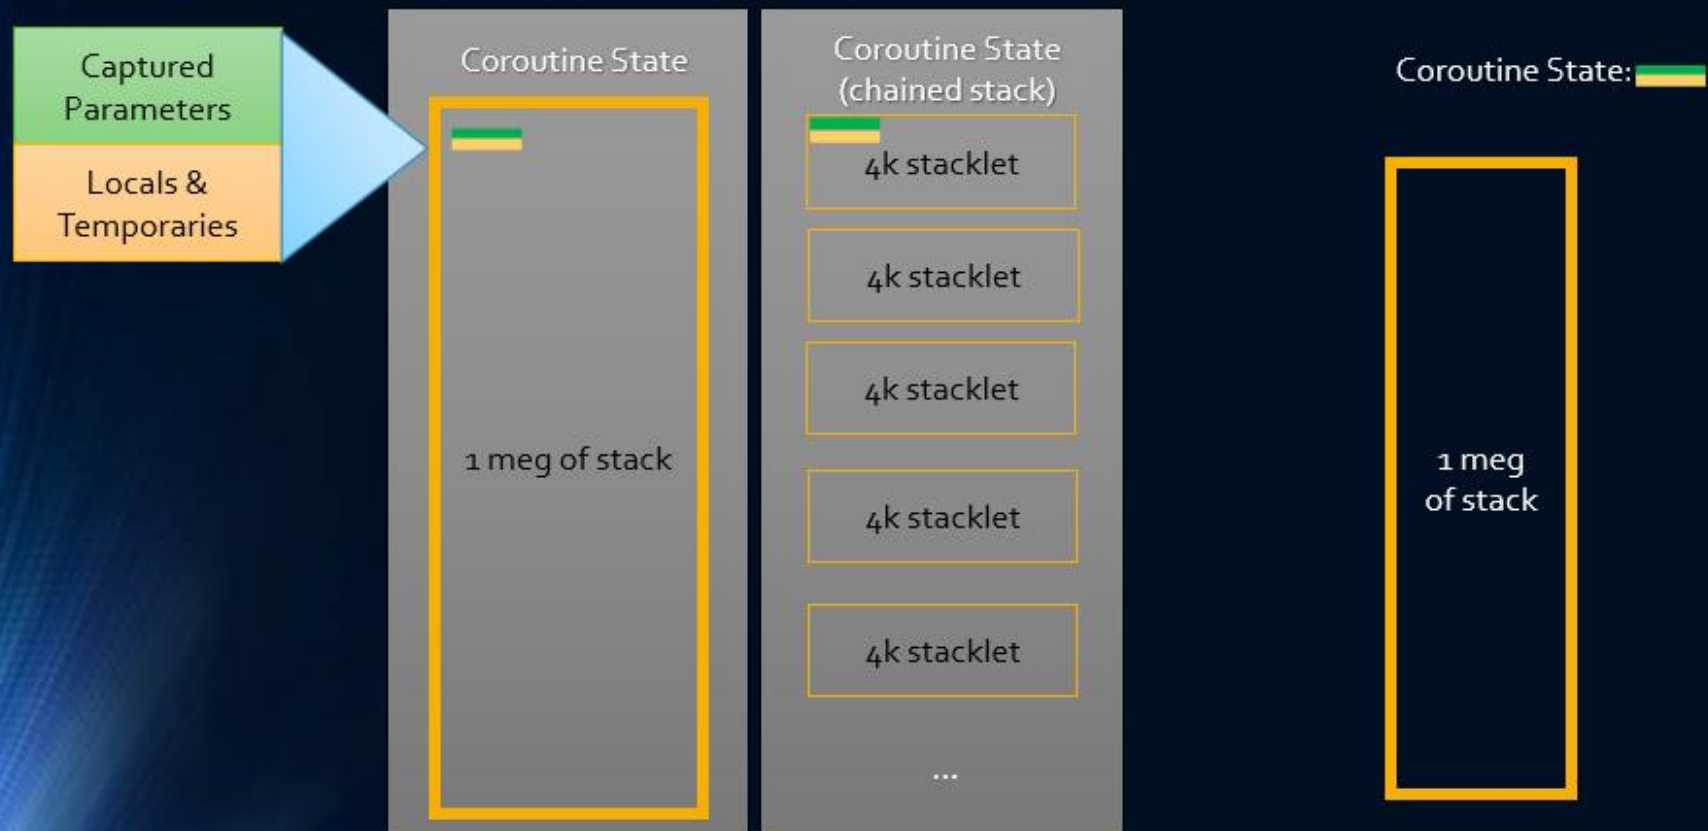 Captured
Parameters
Locals &
Temporaries
Coroutine State
1 meg of stack
Coroutine State
(chained stack)
4k stacklet
4k stacklet
4k stacklet
4k stacklet
4k stacklet
...
Coroutine State:
1 meg
of stack